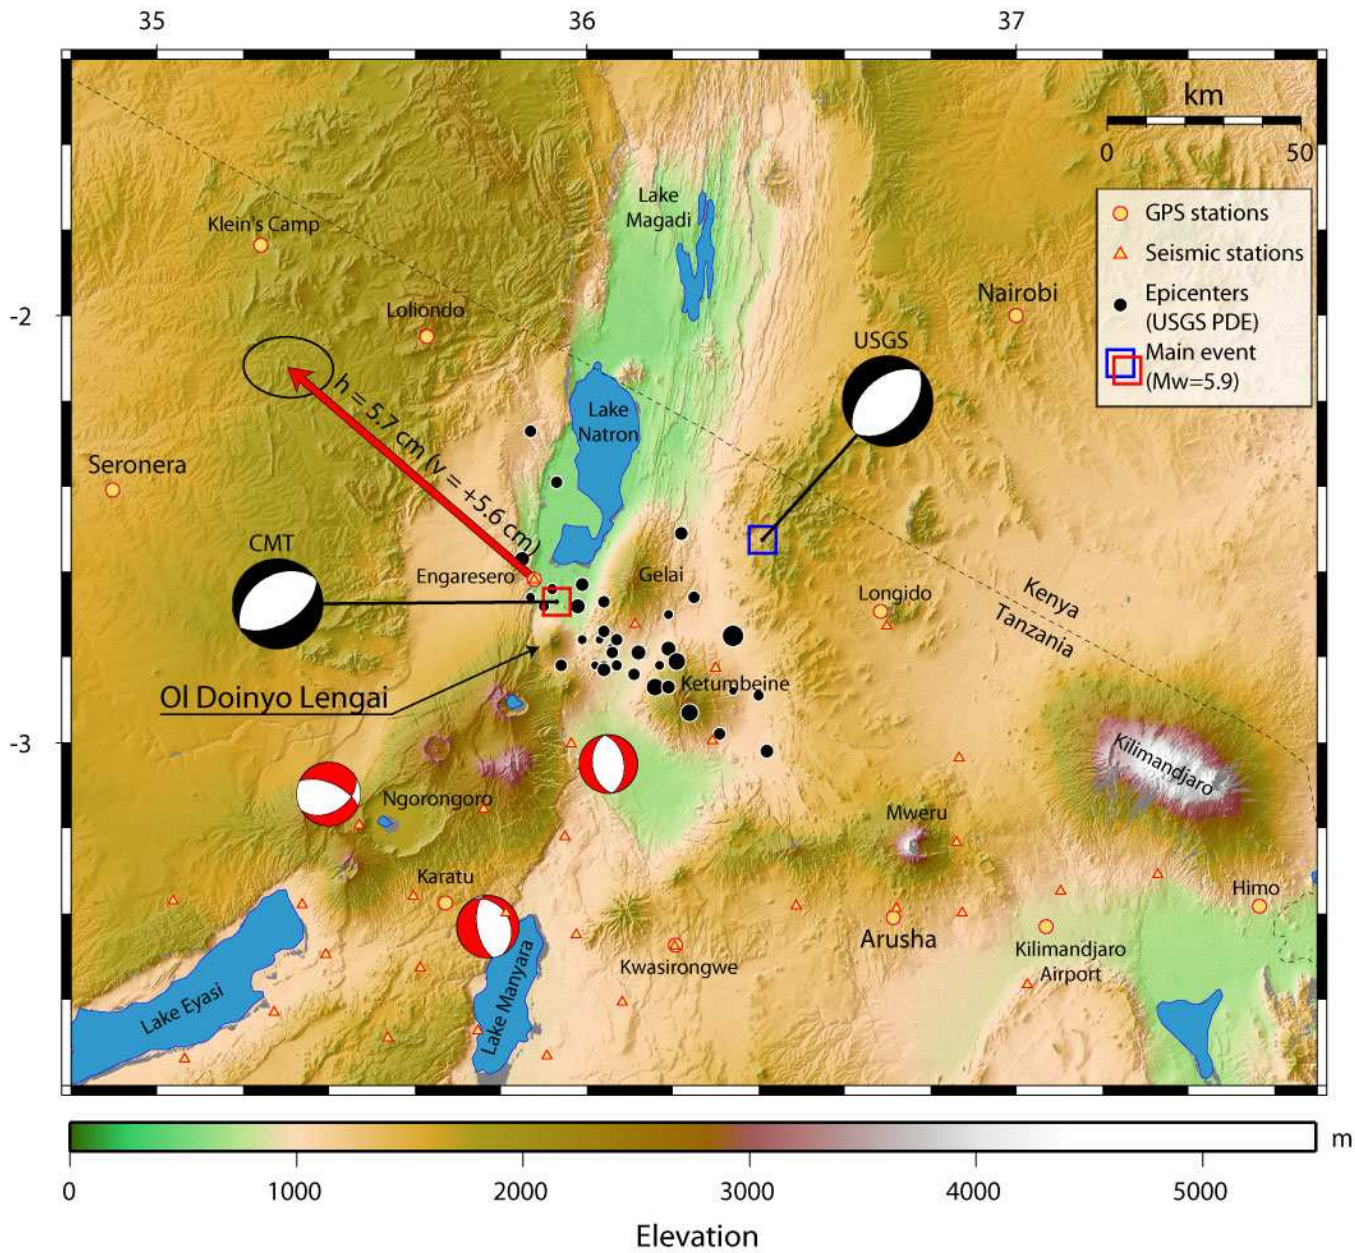 35
36
37
km
0
50
Lake
Magadi
Klein's Camp
GPS stations
Seismic stations
Epicenters
(USGS PDE)
Main event
(Mw=5.9)
Nairobi
-2
Loliondo
USGS
h = 5.7 cm (v = +5.6 cm)
Lake
Natron
Seronera
CMT
Engaresero
Gelai
Longido
Kenya
Tanzania
Ol Doinyo Lengai
Ketumbeine
-3
Kilimandjaro
Ngorongoro
Mweru
Karatu
Himo
Arusha
Kilimandjaro
Airport
Kwasirongwe
Lake Eyasi
Lake Manyara
m
0
1000
2000
3000
4000
5000
Elevation